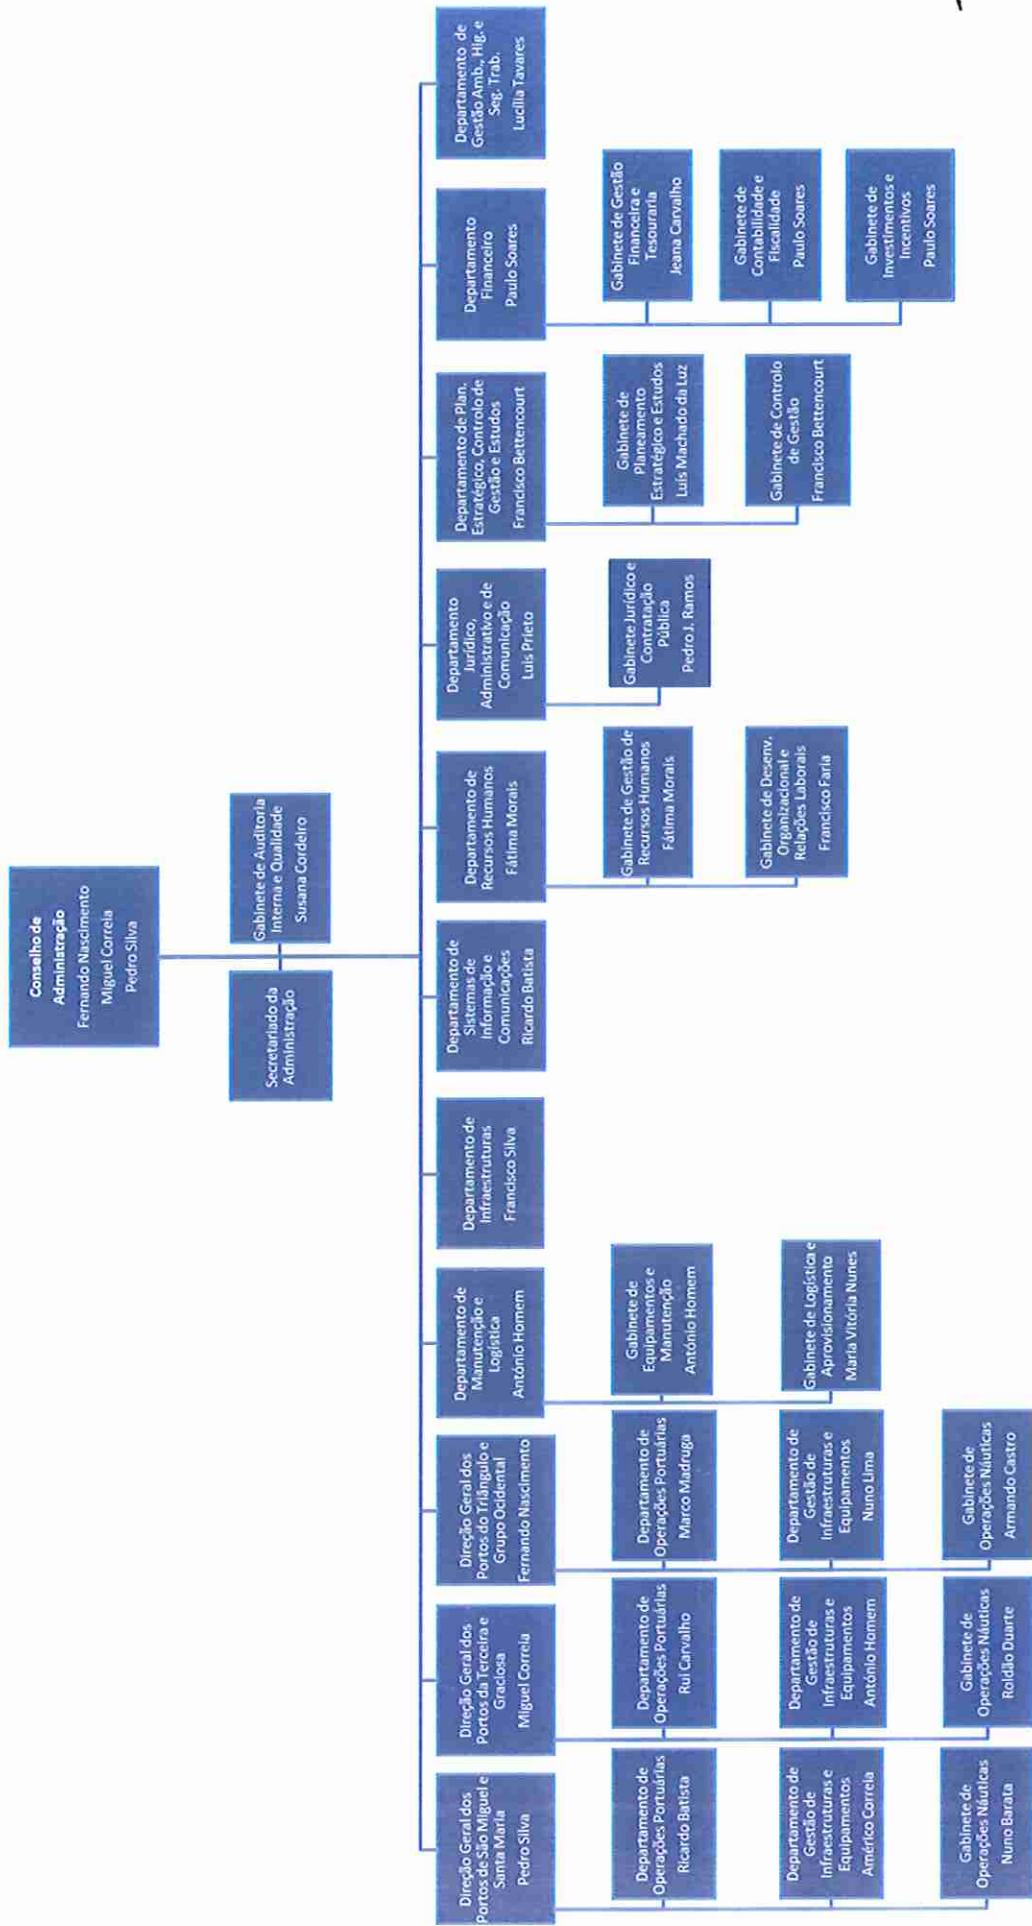 Conselho de
Administração
Fernando Nascimento
Miguel Correia
Pedro Silva
Secretariado da
Administração
Gabinete de Auditoria
Interna e Qualidade
Susana Cordeiro
Direção Geral dos
Portos de São Miguel e
Santa Maria
Pedro Silva
Departamento de
Operações Portuárias
Ricardo Batista
Departamento de
Gestão de
Infraestruturas e
Equipamentos
Américo Correia
Gabinete de
Operações Náuticas
Nuno Barata
Direção Geral dos
Portos da Terceira e
Graciosa
Miguel Correia
Departamento de
Operações Portuárias
Rui Carvalho
Departamento de
Gestão de
Infraestruturas e
Equipamentos
António Homem
Gabinete de
Operações Náuticas
Roldão Duarte
Direção Geral dos
Portos do Triângulo e
Grupo Ocidental
Fernando Nascimento
Departamento de
Operações Portuárias
Marco Madruga
Departamento de
Gestão de
Infraestruturas e
Equipamentos
Nuno Lima
Gabinete de
Operações Náuticas
Armando Castro
Departamento de
Manutenção e
Logística
António Homem
Gabinete de
Equipamentos e
Manutenção
António Homem
Gabinete de Logística e
Aprovisionamento
Maria Vitória Nunes
Departamento de
Infraestruturas
Francisco Silva
Departamento de
Sistemas de
Informação e
Comunicações
Ricardo Batista
Departamento de
Recursos Humanos
Fátima Morais
Gabinete de Gestão de
Recursos Humanos
Fátima Morais
Gabinete de Desenv.
Organizacional e
Relações Laborais
Francisco Faria
Departamento
Jurídico,
Administrativo e de
Comunicação
Luis Prieto
Gabinete Jurídico e
Contratação
Pública
Pedro J. Ramos
Departamento de Plan.
Estratégico, Controlo de
Gestão e Estudos
Francisco Bettencourt
Gabinete de
Planeamento
Estratégico e Estudos
Luis Machado da Luz
Gabinete de Controlo
de Gestão
Francisco Bettencourt
Departamento
Financeiro
Paulo Soares
Gabinete de Gestão
Financeira e
Tesouraria
Jeana Carvalho
Gabinete de
Contabilidade e
Fiscalidade
Paulo Soares
Gabinete de
Investimentos e
Incentivos
Paulo Soares
Departamento de
Gestão Amb., Hig. e
Seg. Trab.
Lucília Tavares